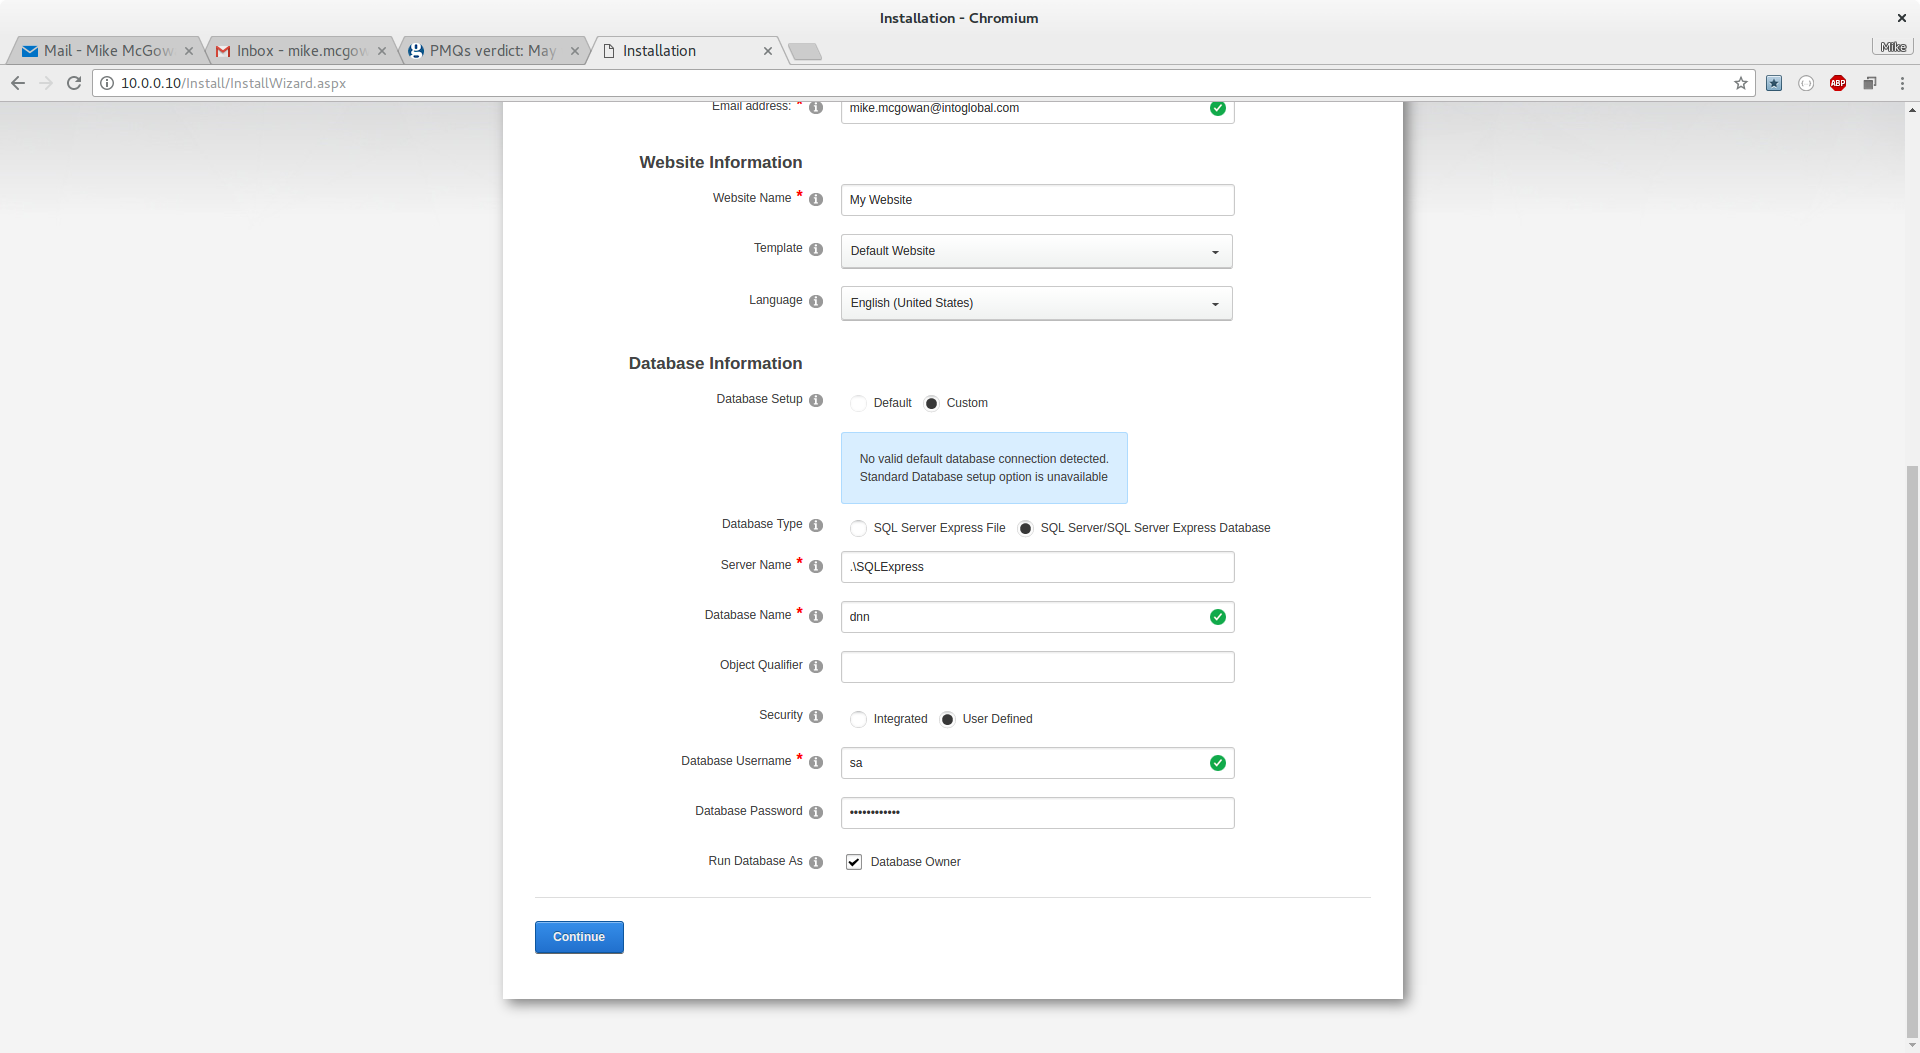 Installation - Chromium
Mail - Mike McGow
Inbox - mike.mcgow
PMQs verdict: May
Installation
Mike
10.0.0.10/Install/InstallWizard.aspx
ABP
Email address: *
mike.mcgowan@intoglobal.com
Website Information
Website Name *
My Website
Template
Default Website
Language
English (United States)
Database Information
Database Setup
Default
Custom
No valid default database connection detected.
Standard Database setup option is unavailable
Database Type
SQL Server Express File
SQL Server/SQL Server Express Database
Server Name *
.\SQLExpress
Database Name *
dnn
Object Qualifier
Security
Integrated
User Defined
Database Username *
sa
Database Password
••••••••••••
Run Database As
Database Owner
Continue